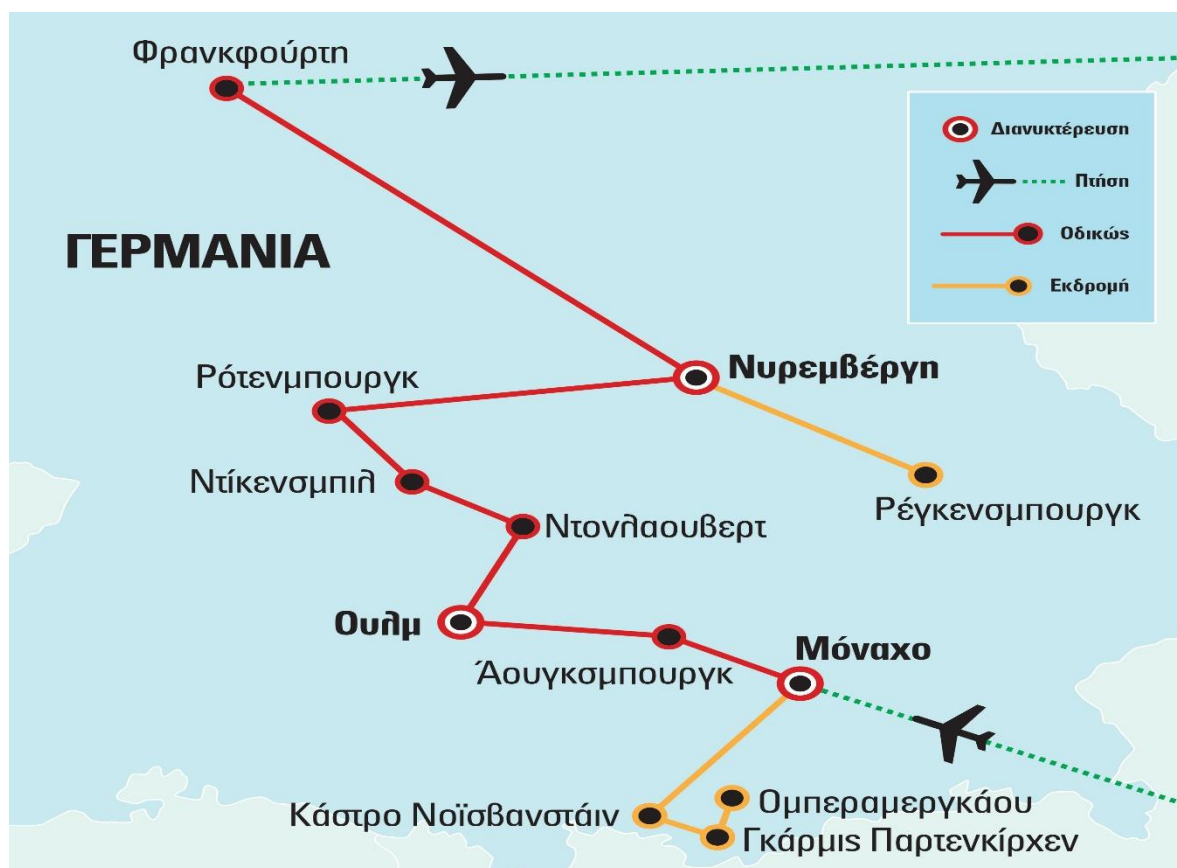 Φρανκφούρτη
Διανυκτέρευση
Πτήση
Οδικώς
Εκδρομή
ΓΕΡΜΑΝΙΑ
Νυρεμβέργη
Ρότενμπουργκ
Ντίκενσμπιλ
Ρέγκενσμπουργκ
Ντονλαουβερτ
Ουλμ
Μόναχο
Άουγκσμπουργκ
Ομπεραμεργκάου
Κάστρο Νοϊσβανστάιν
Γκάρμις Παρτενκίρχεν